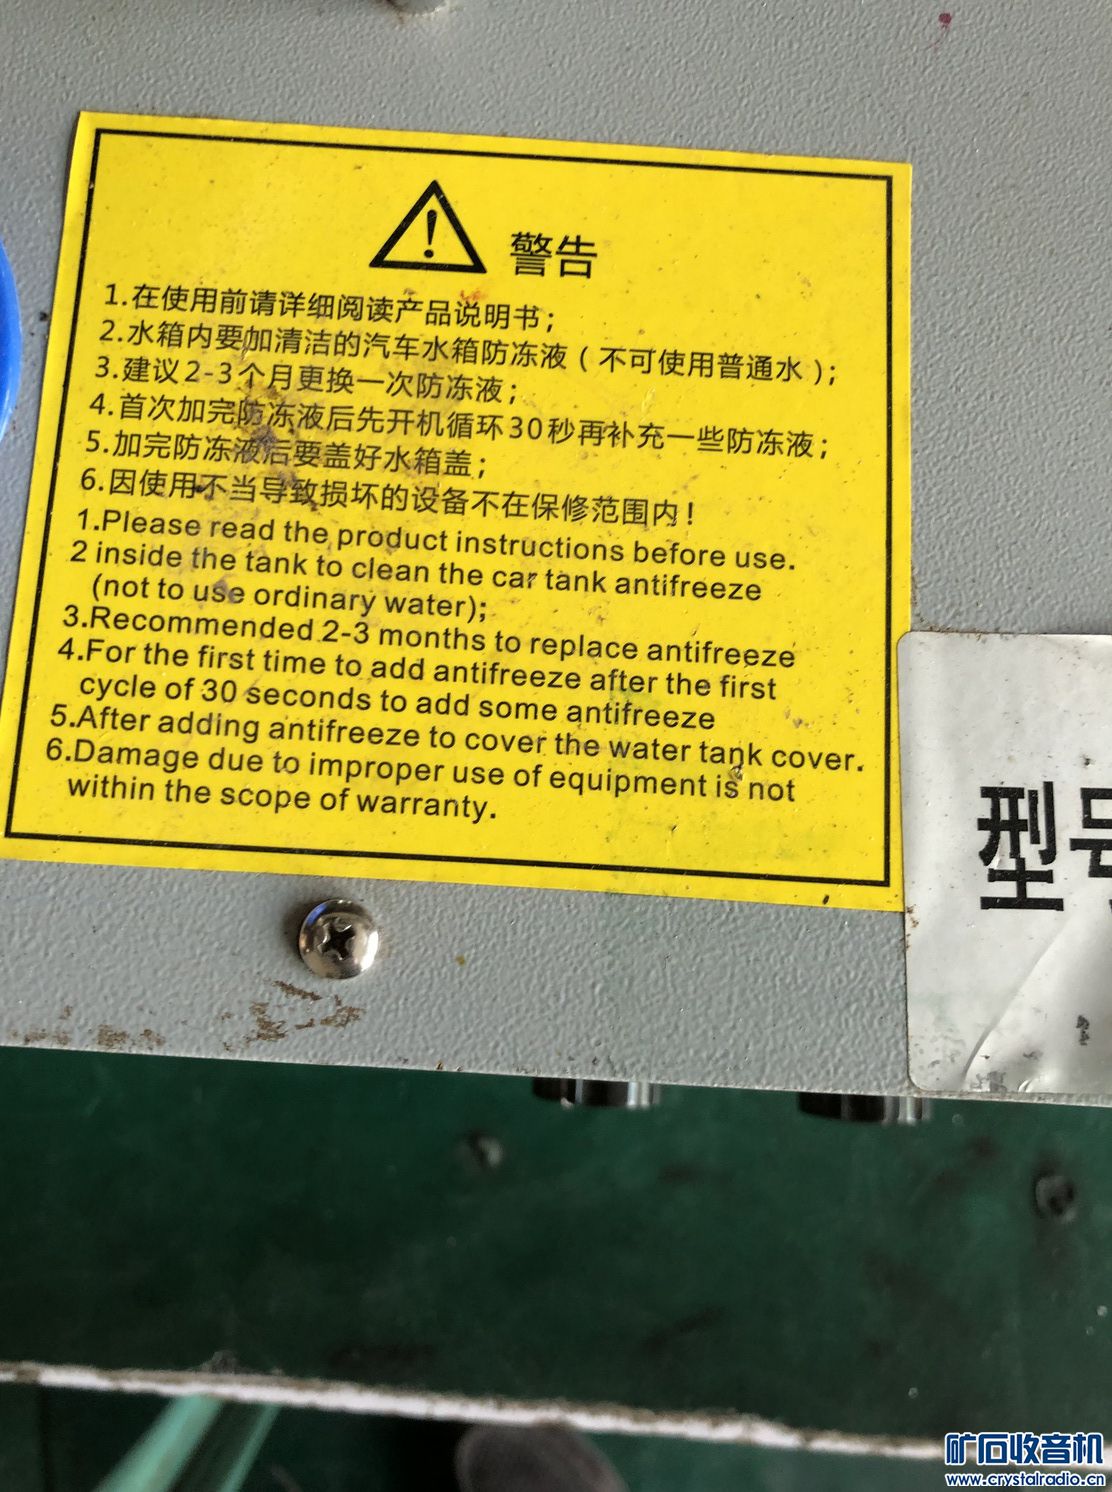 警告
1.在使用前请详细阅读产品说明书；
2.水箱内要加清洁的汽车水箱防冻液（不可使用普通水）；
3.建议2-3个月更换一次防冻液；
4.首次加完防冻液后先开机循环30秒再补充一些防冻液；
5.加完防冻液后要盖好水箱盖；
6.因使用不当导致损坏的设备不在保修范围内！
1.Please read the product instructions before use.
2 inside the tank to clean the car tank antifreeze
(not to use ordinary water);
3.Recommended 2-3 months to replace antifreeze
4.For the first time to add antifreeze after the first
cycle of 30 seconds to add some antifreeze
5.After adding antifreeze to cover the water tank cover.
6.Damage due to improper use of equipment is not
within the scope of warranty.
型号
矿石收音机
www.crystalradio.cn